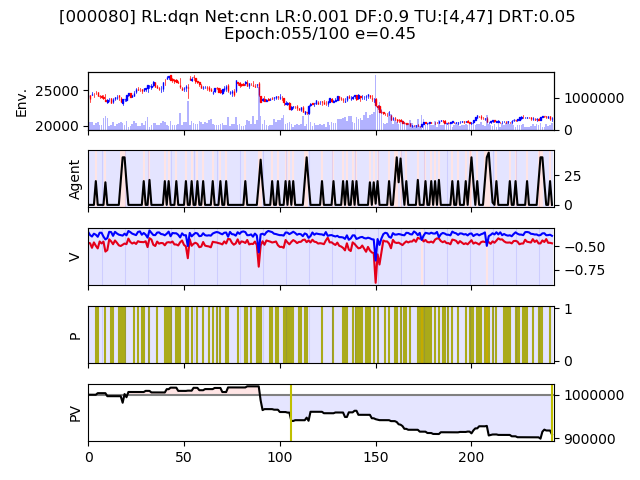 [000080] RL:dqn Net:cnn LR:0.001 DF:0.9 TU:[4,47] DRT:0.05
Epoch:055/100 e=0.45
Env.
25000
20000
1000000
0
Agent
25
0
V
−0.50
−0.75
P
1
0
PV
1000000
900000
0 50 100 150 200